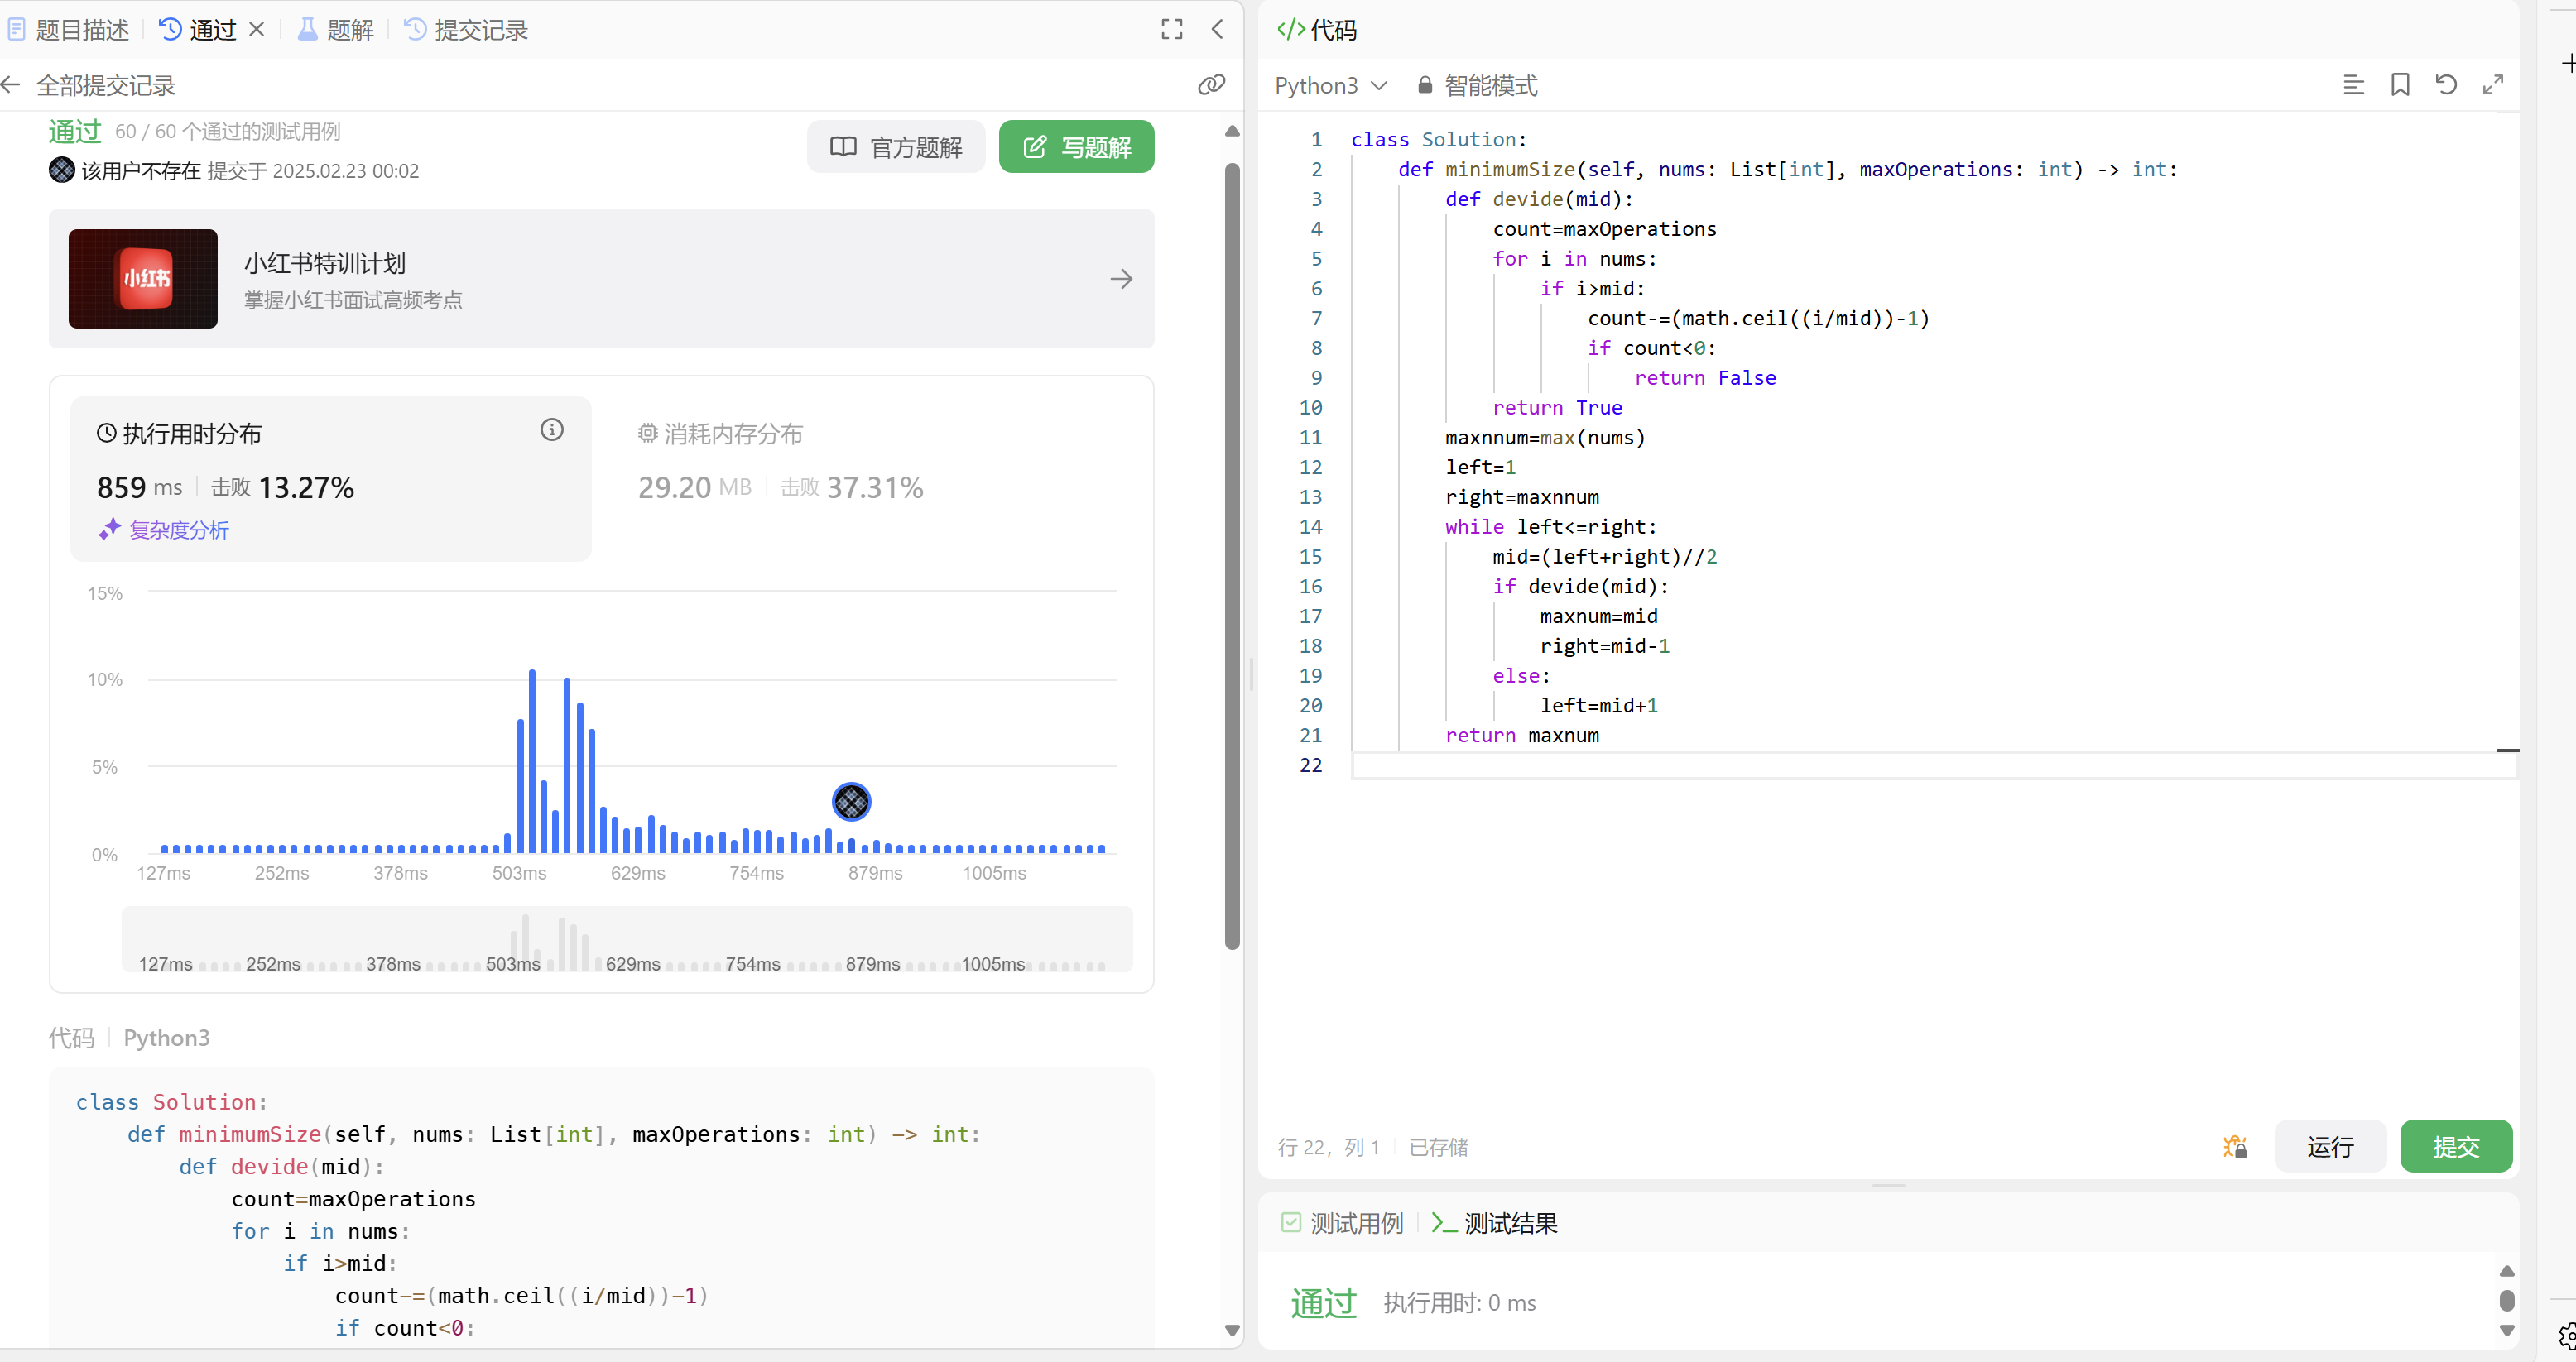 题目描述 通过 题解 提交记录
全部提交记录
通过 60 / 60 个通过的测试用例
该用户不存在 提交于 2025.02.23 00:02
官方题解 写题解
小红书
小红书特训计划
掌握小红书面试高频考点
执行用时分布
859 ms 击败 13.27%
复杂度分析
消耗内存分布
29.20 MB 击败 37.31%
15%
10%
5%
0%
127ms 252ms 378ms 503ms 629ms 754ms 879ms 1005ms
127ms 252ms 378ms 503ms 629ms 754ms 879ms 1005ms
代码 Python3
class Solution:
    def minimumSize(self, nums: List[int], maxOperations: int) -> int:
        def devide(mid):
            count=maxOperations
            for i in nums:
                if i>mid:
                    count-=(math.ceil((i/mid))-1)
                    if count<0:
</> 代码
Python3 智能模式
1 class Solution:
2     def minimumSize(self, nums: List[int], maxOperations: int) -> int:
3         def devide(mid):
4             count=maxOperations
5             for i in nums:
6                 if i>mid:
7                     count-=(math.ceil((i/mid))-1)
8                     if count<0:
9                         return False
10             return True
11         maxnnum=max(nums)
12         left=1
13         right=maxnnum
14         while left<=right:
15             mid=(left+right)//2
16             if devide(mid):
17                 maxnum=mid
18                 right=mid-1
19             else:
20                 left=mid+1
21         return maxnum
22
行 22，列 1 已存储
运行 提交
测试用例 测试结果
通过 执行用时: 0 ms